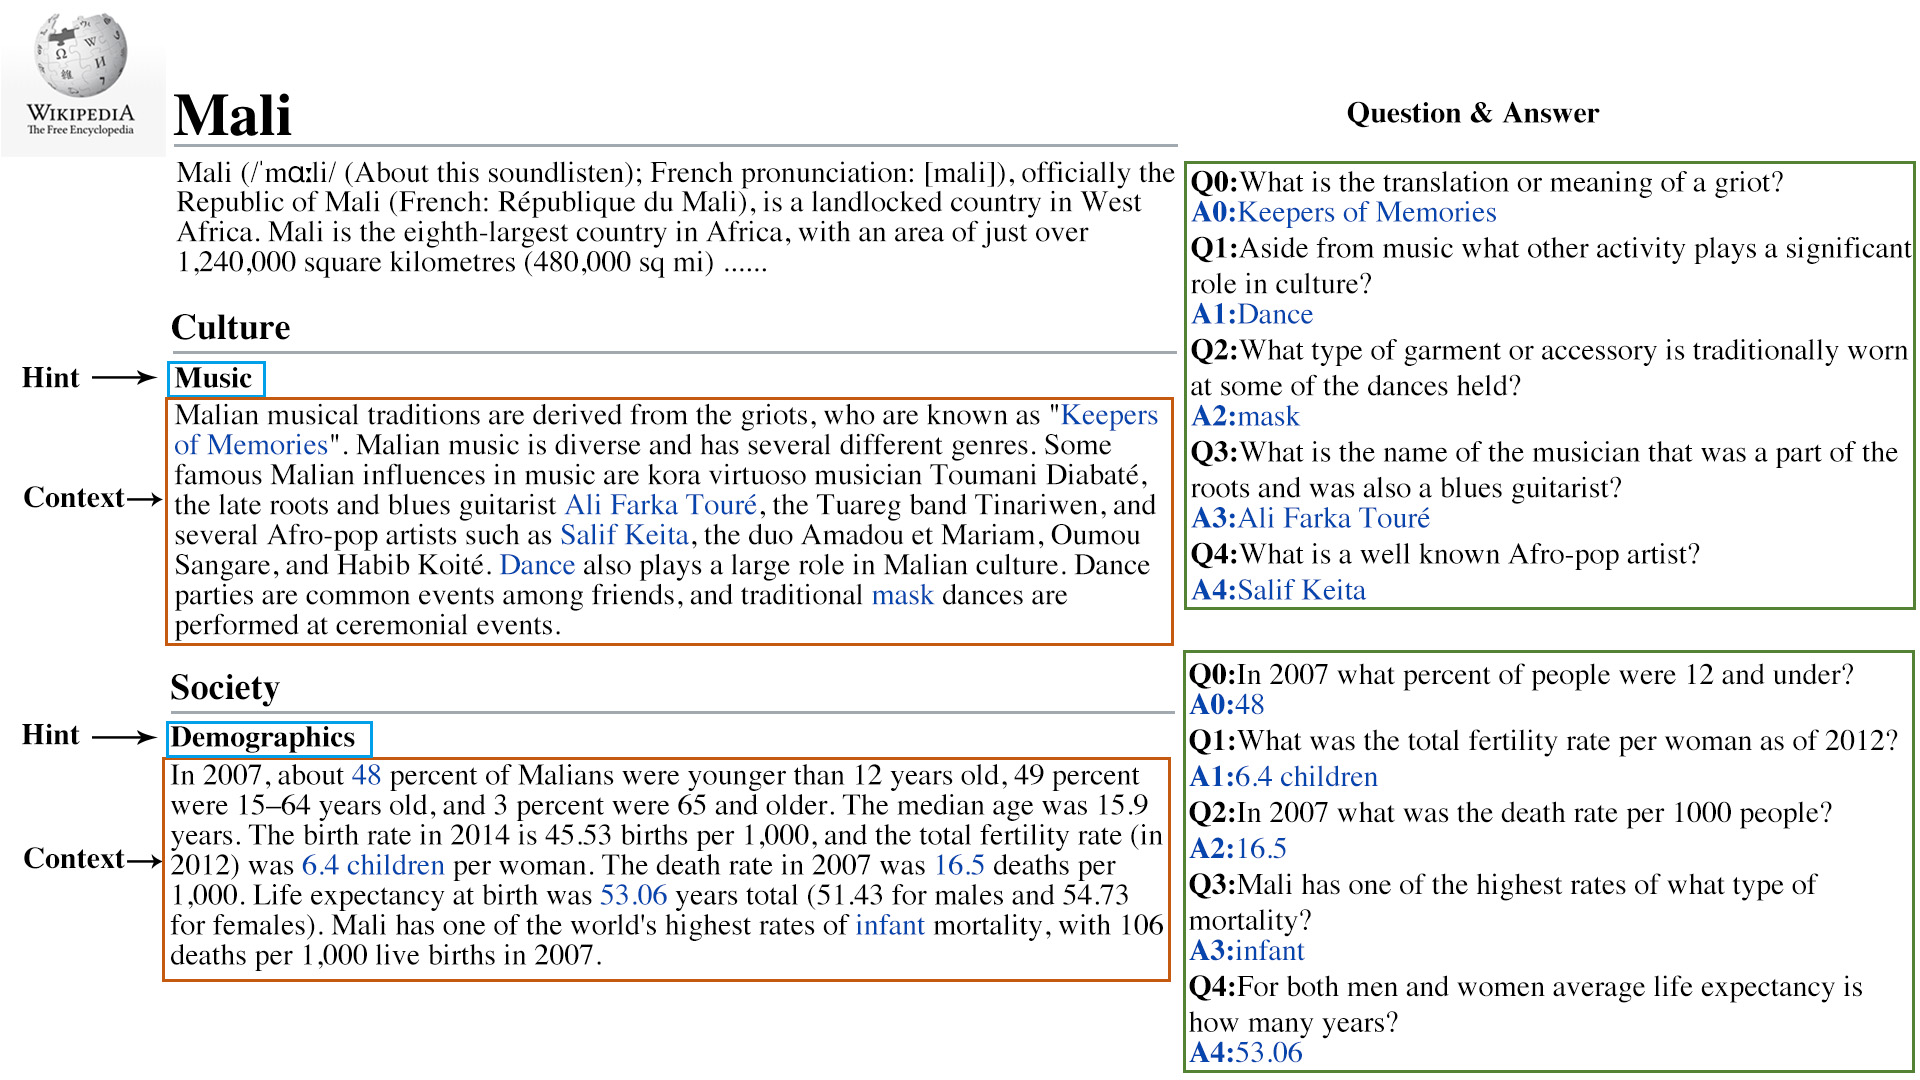 WIKIPEDIA
The Free Encyclopedia
Mali
Mali (/ˈmɑːli/ (About this soundlisten); French pronunciation: [mali]), officially the
Republic of Mali (French: République du Mali), is a landlocked country in West
Africa. Mali is the eighth-largest country in Africa, with an area of just over
1,240,000 square kilometres (480,000 sq mi) ......
Culture
Hint
Music
Context
Malian musical traditions are derived from the griots, who are known as "Keepers
of Memories". Malian music is diverse and has several different genres. Some
famous Malian influences in music are kora virtuoso musician Toumani Diabaté,
the late roots and blues guitarist Ali Farka Touré, the Tuareg band Tinariwen, and
several Afro-pop artists such as Salif Keita, the duo Amadou et Mariam, Oumou
Sangare, and Habib Koité. Dance also plays a large role in Malian culture. Dance
parties are common events among friends, and traditional mask dances are
performed at ceremonial events.
Society
Hint
Demographics
Context
In 2007, about 48 percent of Malians were younger than 12 years old, 49 percent
were 15–64 years old, and 3 percent were 65 and older. The median age was 15.9
years. The birth rate in 2014 is 45.53 births per 1,000, and the total fertility rate (in
2012) was 6.4 children per woman. The death rate in 2007 was 16.5 deaths per
1,000. Life expectancy at birth was 53.06 years total (51.43 for males and 54.73
for females). Mali has one of the world's highest rates of infant mortality, with 106
deaths per 1,000 live births in 2007.
Question & Answer
Q0:What is the translation or meaning of a griot?
A0:Keepers of Memories
Q1:Aside from music what other activity plays a significant
role in culture?
A1:Dance
Q2:What type of garment or accessory is traditionally worn
at some of the dances held?
A2:mask
Q3:What is the name of the musician that was a part of the
roots and was also a blues guitarist?
A3:Ali Farka Touré
Q4:What is a well known Afro-pop artist?
A4:Salif Keita
Q0:In 2007 what percent of people were 12 and under?
A0:48
Q1:What was the total fertility rate per woman as of 2012?
A1:6.4 children
Q2:In 2007 what was the death rate per 1000 people?
A2:16.5
Q3:Mali has one of the highest rates of what type of
mortality?
A3:infant
Q4:For both men and women average life expectancy is
how many years?
A4:53.06